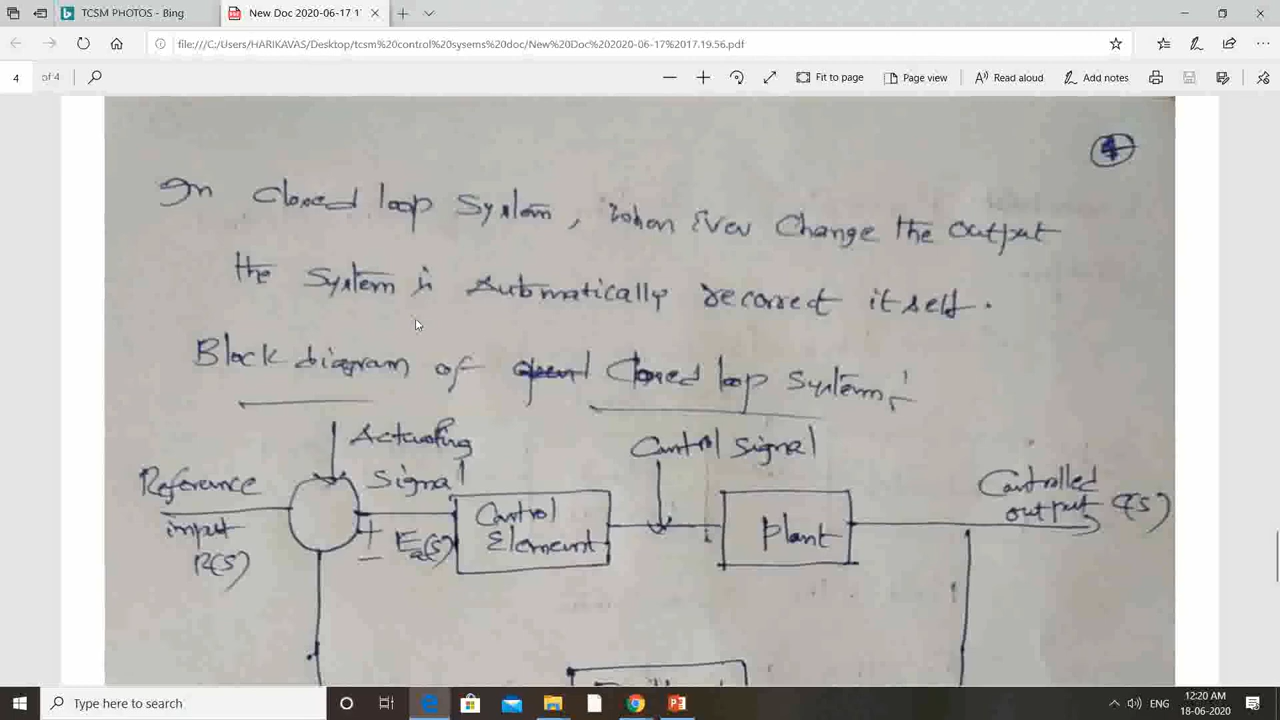 TCSM PHOTOS - Bing
New Doc 2020-06-17 17
file:///C:/Users/HARIKAVAS/Desktop/tcsm%20control%20sysems%20doc/New%20Doc%202020-06-17%2017.19.56.pdf
4 of 4
Fit to page
Page view
Read aloud
Add notes
4
In Closed loop System, when Ever Change the output
the System is Automatically recorrect itself.
Block diagram of Closed loop System:
Actuating
Signal
Control Signal
Reference
input
R(S)
±
Ea(S)
Control
Element
Plant
Controlled
output C(S)
Type here to search
ENG
12:20 AM
18-06-2020